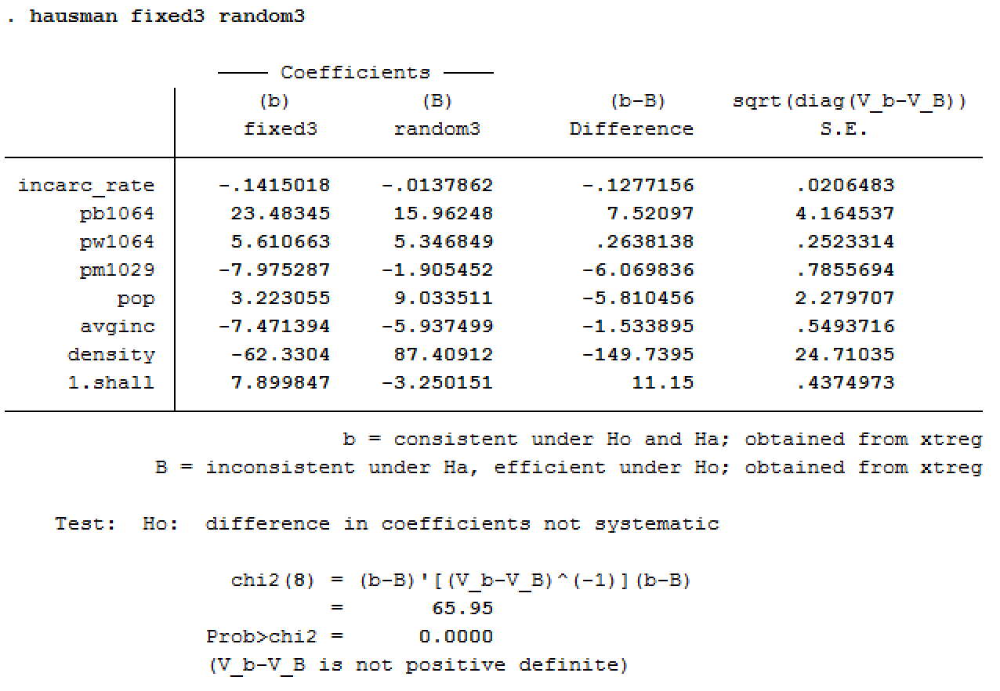 . hausman fixed3 random3
Coefficients
(b) (B) (b-B) sqrt(diag(V_b-V_B))
fixed3 random3 Difference S.E.
incarc_rate -.1415018 -.0137862 -.1277156 .0206483
pb1064 23.48345 15.96248 7.52097 4.164537
pw1064 5.610663 5.346849 .2638138 .2523314
pm1029 -7.975287 -1.905452 -6.069836 .7855694
pop 3.223055 9.033511 -5.810456 2.279707
avginc -7.471394 -5.937499 -1.533895 .5493716
density -62.3304 87.40912 -149.7395 24.71035
1.shall 7.899847 -3.250151 11.15 .4374973
b = consistent under Ho and Ha; obtained from xtreg
B = inconsistent under Ha, efficient under Ho; obtained from xtreg
Test: Ho: difference in coefficients not systematic
chi2(8) = (b-B)'[(V_b-V_B)^(-1)](b-B)
= 65.95
Prob>chi2 = 0.0000
(V_b-V_B is not positive definite)